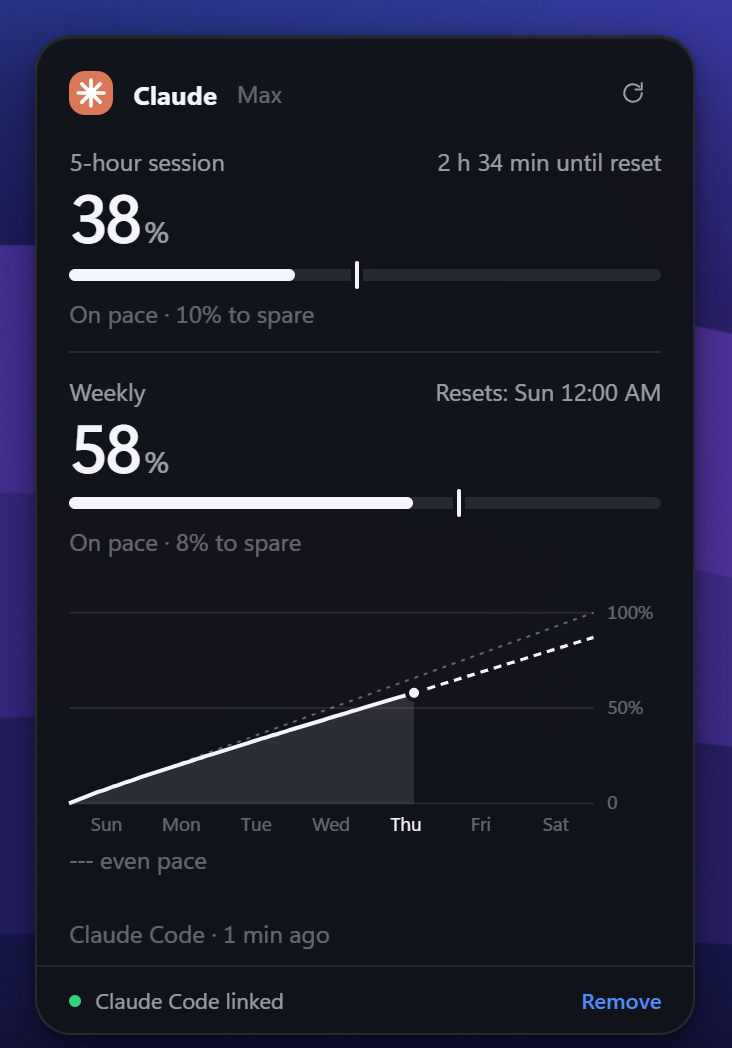 Claude Max
5-hour session 2 h 34 min until reset
38%
On pace · 10% to spare
Weekly Resets: Sun 12:00 AM
58%
On pace · 8% to spare
100%
50%
0
Sun Mon Tue Wed Thu Fri Sat
--- even pace
Claude Code · 1 min ago
Claude Code linked Remove